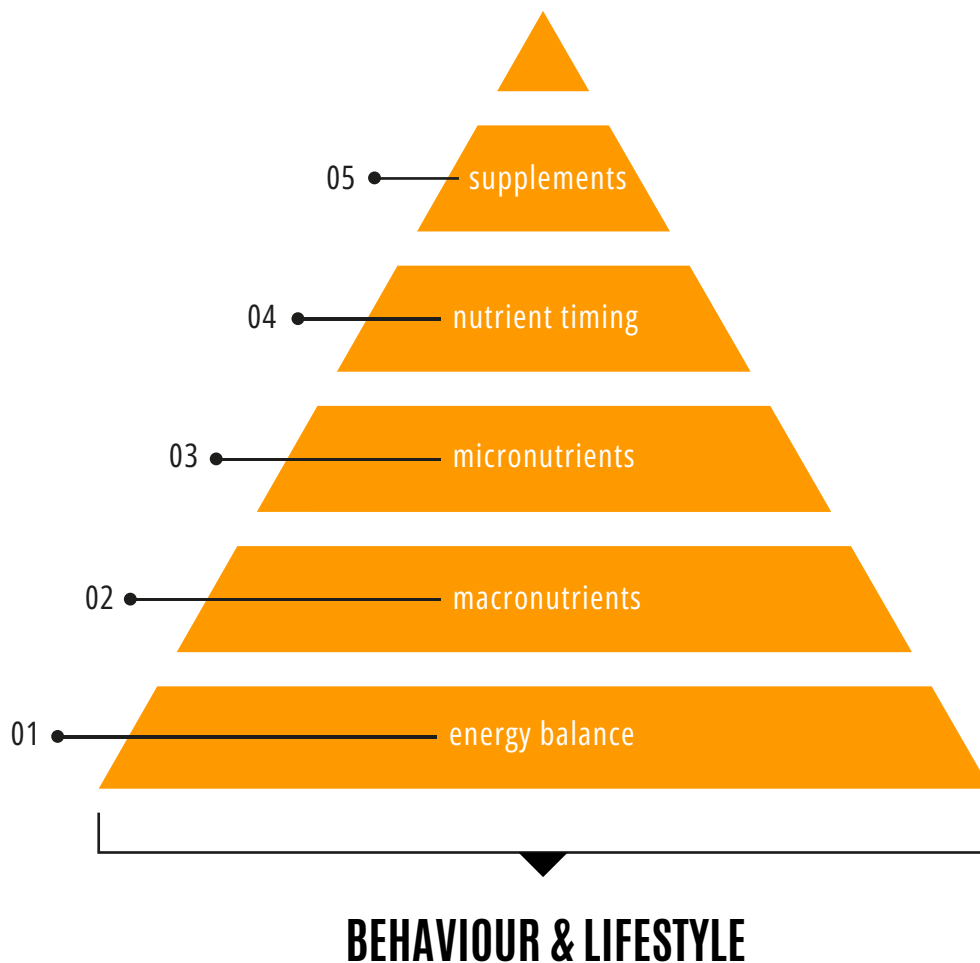 05 supplements
04 nutrient timing
03 micronutrients
02 macronutrients
01 energy balance
BEHAVIOUR & LIFESTYLE